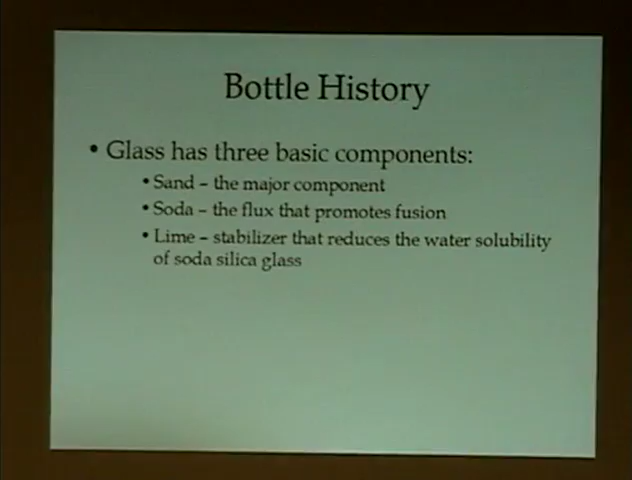 Bottle History
• Glass has three basic components:
• Sand – the major component
• Soda – the flux that promotes fusion
• Lime – stabilizer that reduces the water solubility
of soda silica glass